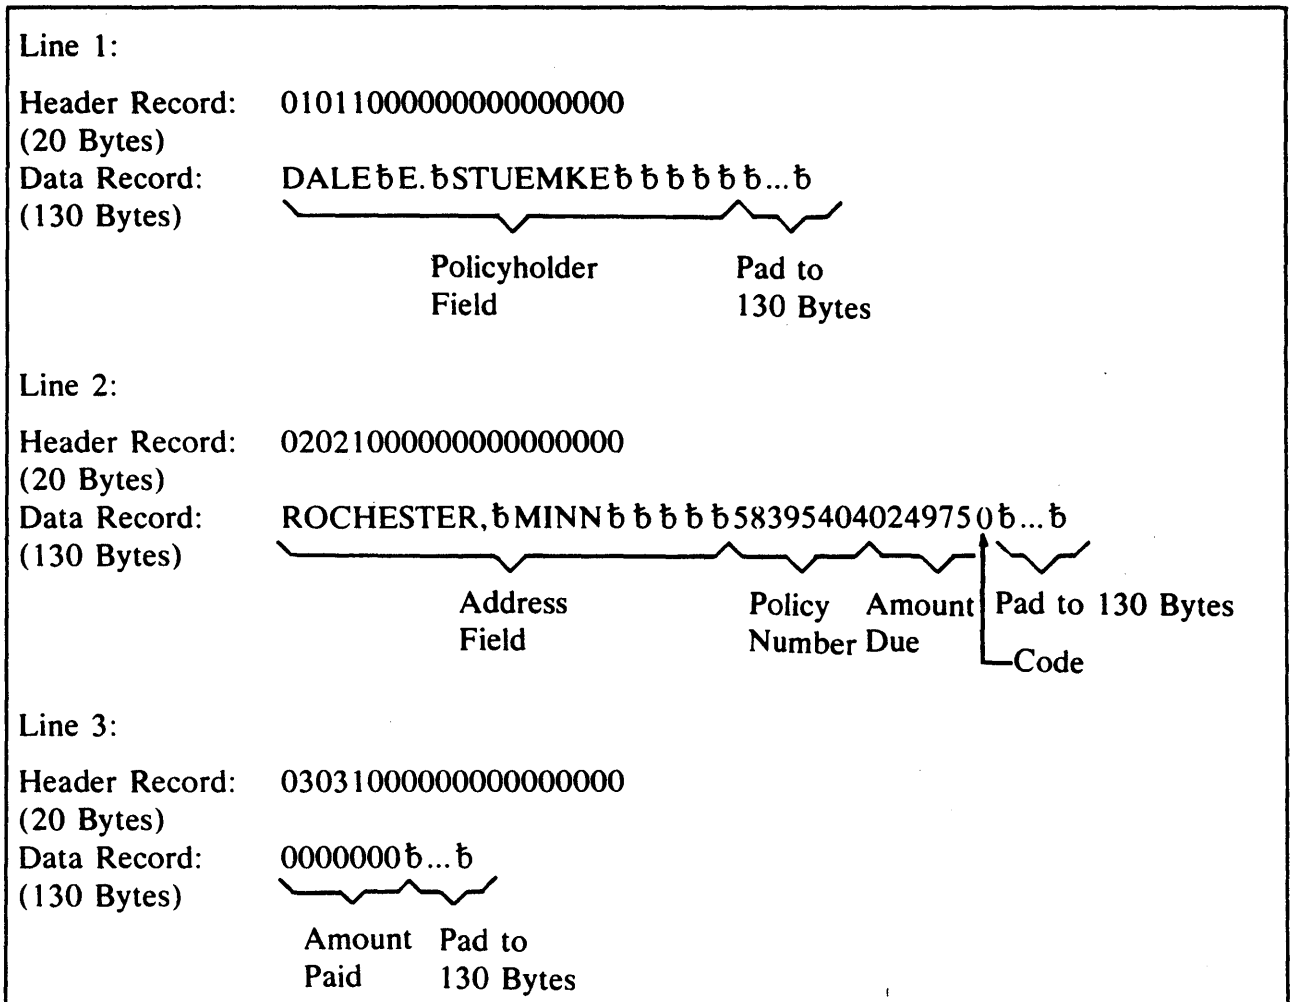 Line 1:
Header Record: 01011000000000000000
(20 Bytes)
Data Record: DALEƀE.ƀSTUEMKEƀ ƀ ƀ ƀ ƀ ƀ...ƀ
(130 Bytes)
Policyholder Field
Pad to 130 Bytes
Line 2:
Header Record: 02021000000000000000
(20 Bytes)
Data Record: ROCHESTER,ƀMINNƀ ƀ ƀ ƀ ƀ583954040249750ƀ...ƀ
(130 Bytes)
Address Field
Policy Number
Amount Due
Pad to 130 Bytes
Code
Line 3:
Header Record: 03031000000000000000
(20 Bytes)
Data Record: 0000000ƀ...ƀ
(130 Bytes)
Amount Paid
Pad to 130 Bytes